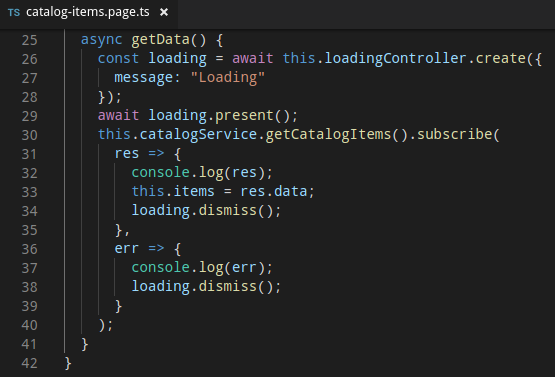 TS catalog-items.page.ts ×
25 async getData() {
26 const loading = await this.loadingController.create({
27 message: "Loading"
28 });
29 await loading.present();
30 this.catalogService.getCatalogItems().subscribe(
31 res => {
32 console.log(res);
33 this.items = res.data;
34 loading.dismiss();
35 },
36 err => {
37 console.log(err);
38 loading.dismiss();
39 }
40 );
41 }
42 }